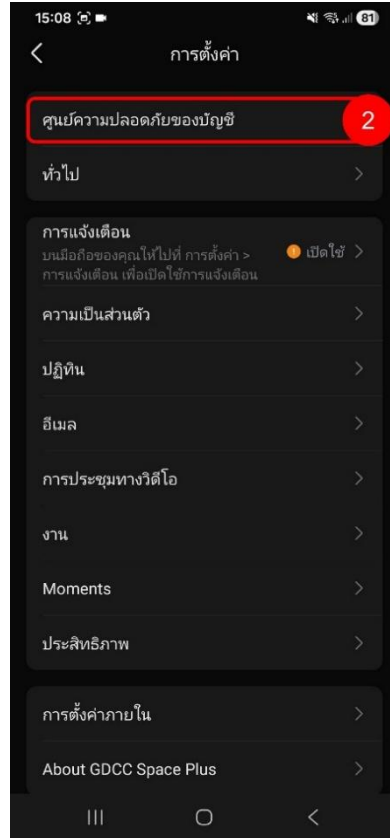 15:08
81
การตั้งค่า
ศูนย์ความปลอดภัยของบัญชี
2
ทั่วไป
การแจ้งเตือน
บนมือถือของคุณให้ไปที่ การตั้งค่า >
การแจ้งเตือน เพื่อเปิดใช้การแจ้งเตือน
เปิดใช้
ความเป็นส่วนตัว
ปฏิทิน
อีเมล
การประชุมทางวิดีโอ
งาน
Moments
ประสิทธิภาพ
การตั้งค่าภายใน
About GDCC Space Plus